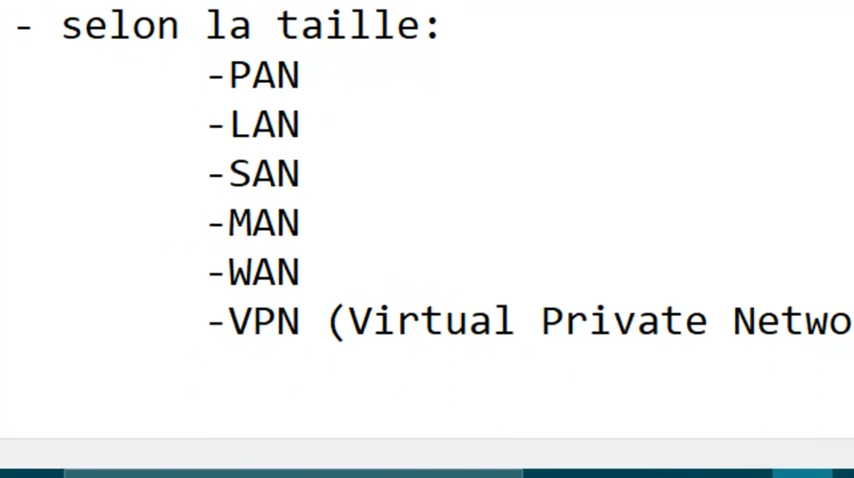 - selon la taille:
-PAN
-LAN
-SAN
-MAN
-WAN
-VPN (Virtual Private Netwo